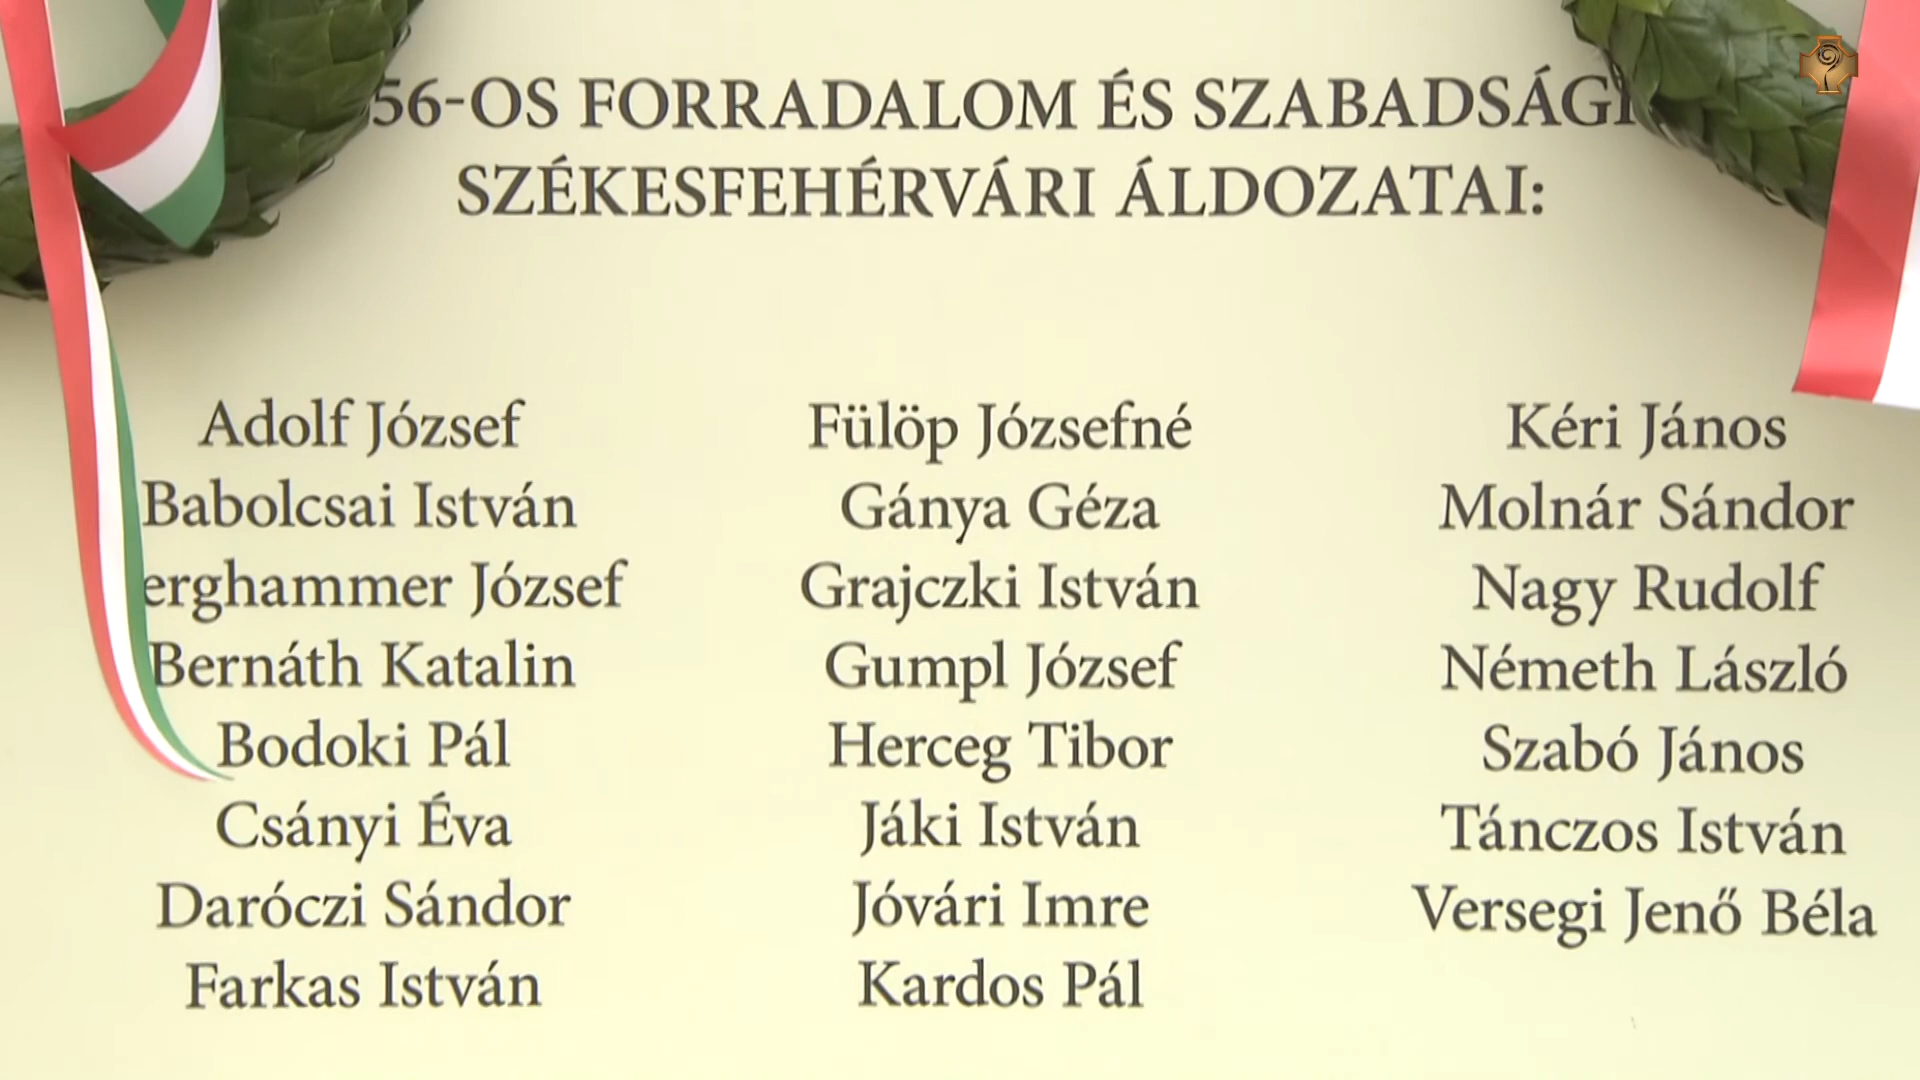 56-OS FORRADALOM ÉS
SZÉKESFEHÉRVÁRI ÁLDOZATAI:
Adolf József
Babolcsai István
József
Bernáth Katalin
Bodoki Pál
Csányi Éva
Daróczi Sándor
Farkas István
Fülöp Józsefné
Gánya Géza
Grajczki István
Gumpl József
Herceg Tibor
Jáki István
Jóvári Imre
Kardos Pál
Kéri János
Molnár Sándor
Nagy Rudolf
Németh László
Szabó János
Tánczos István
Versegi Jenő Béla